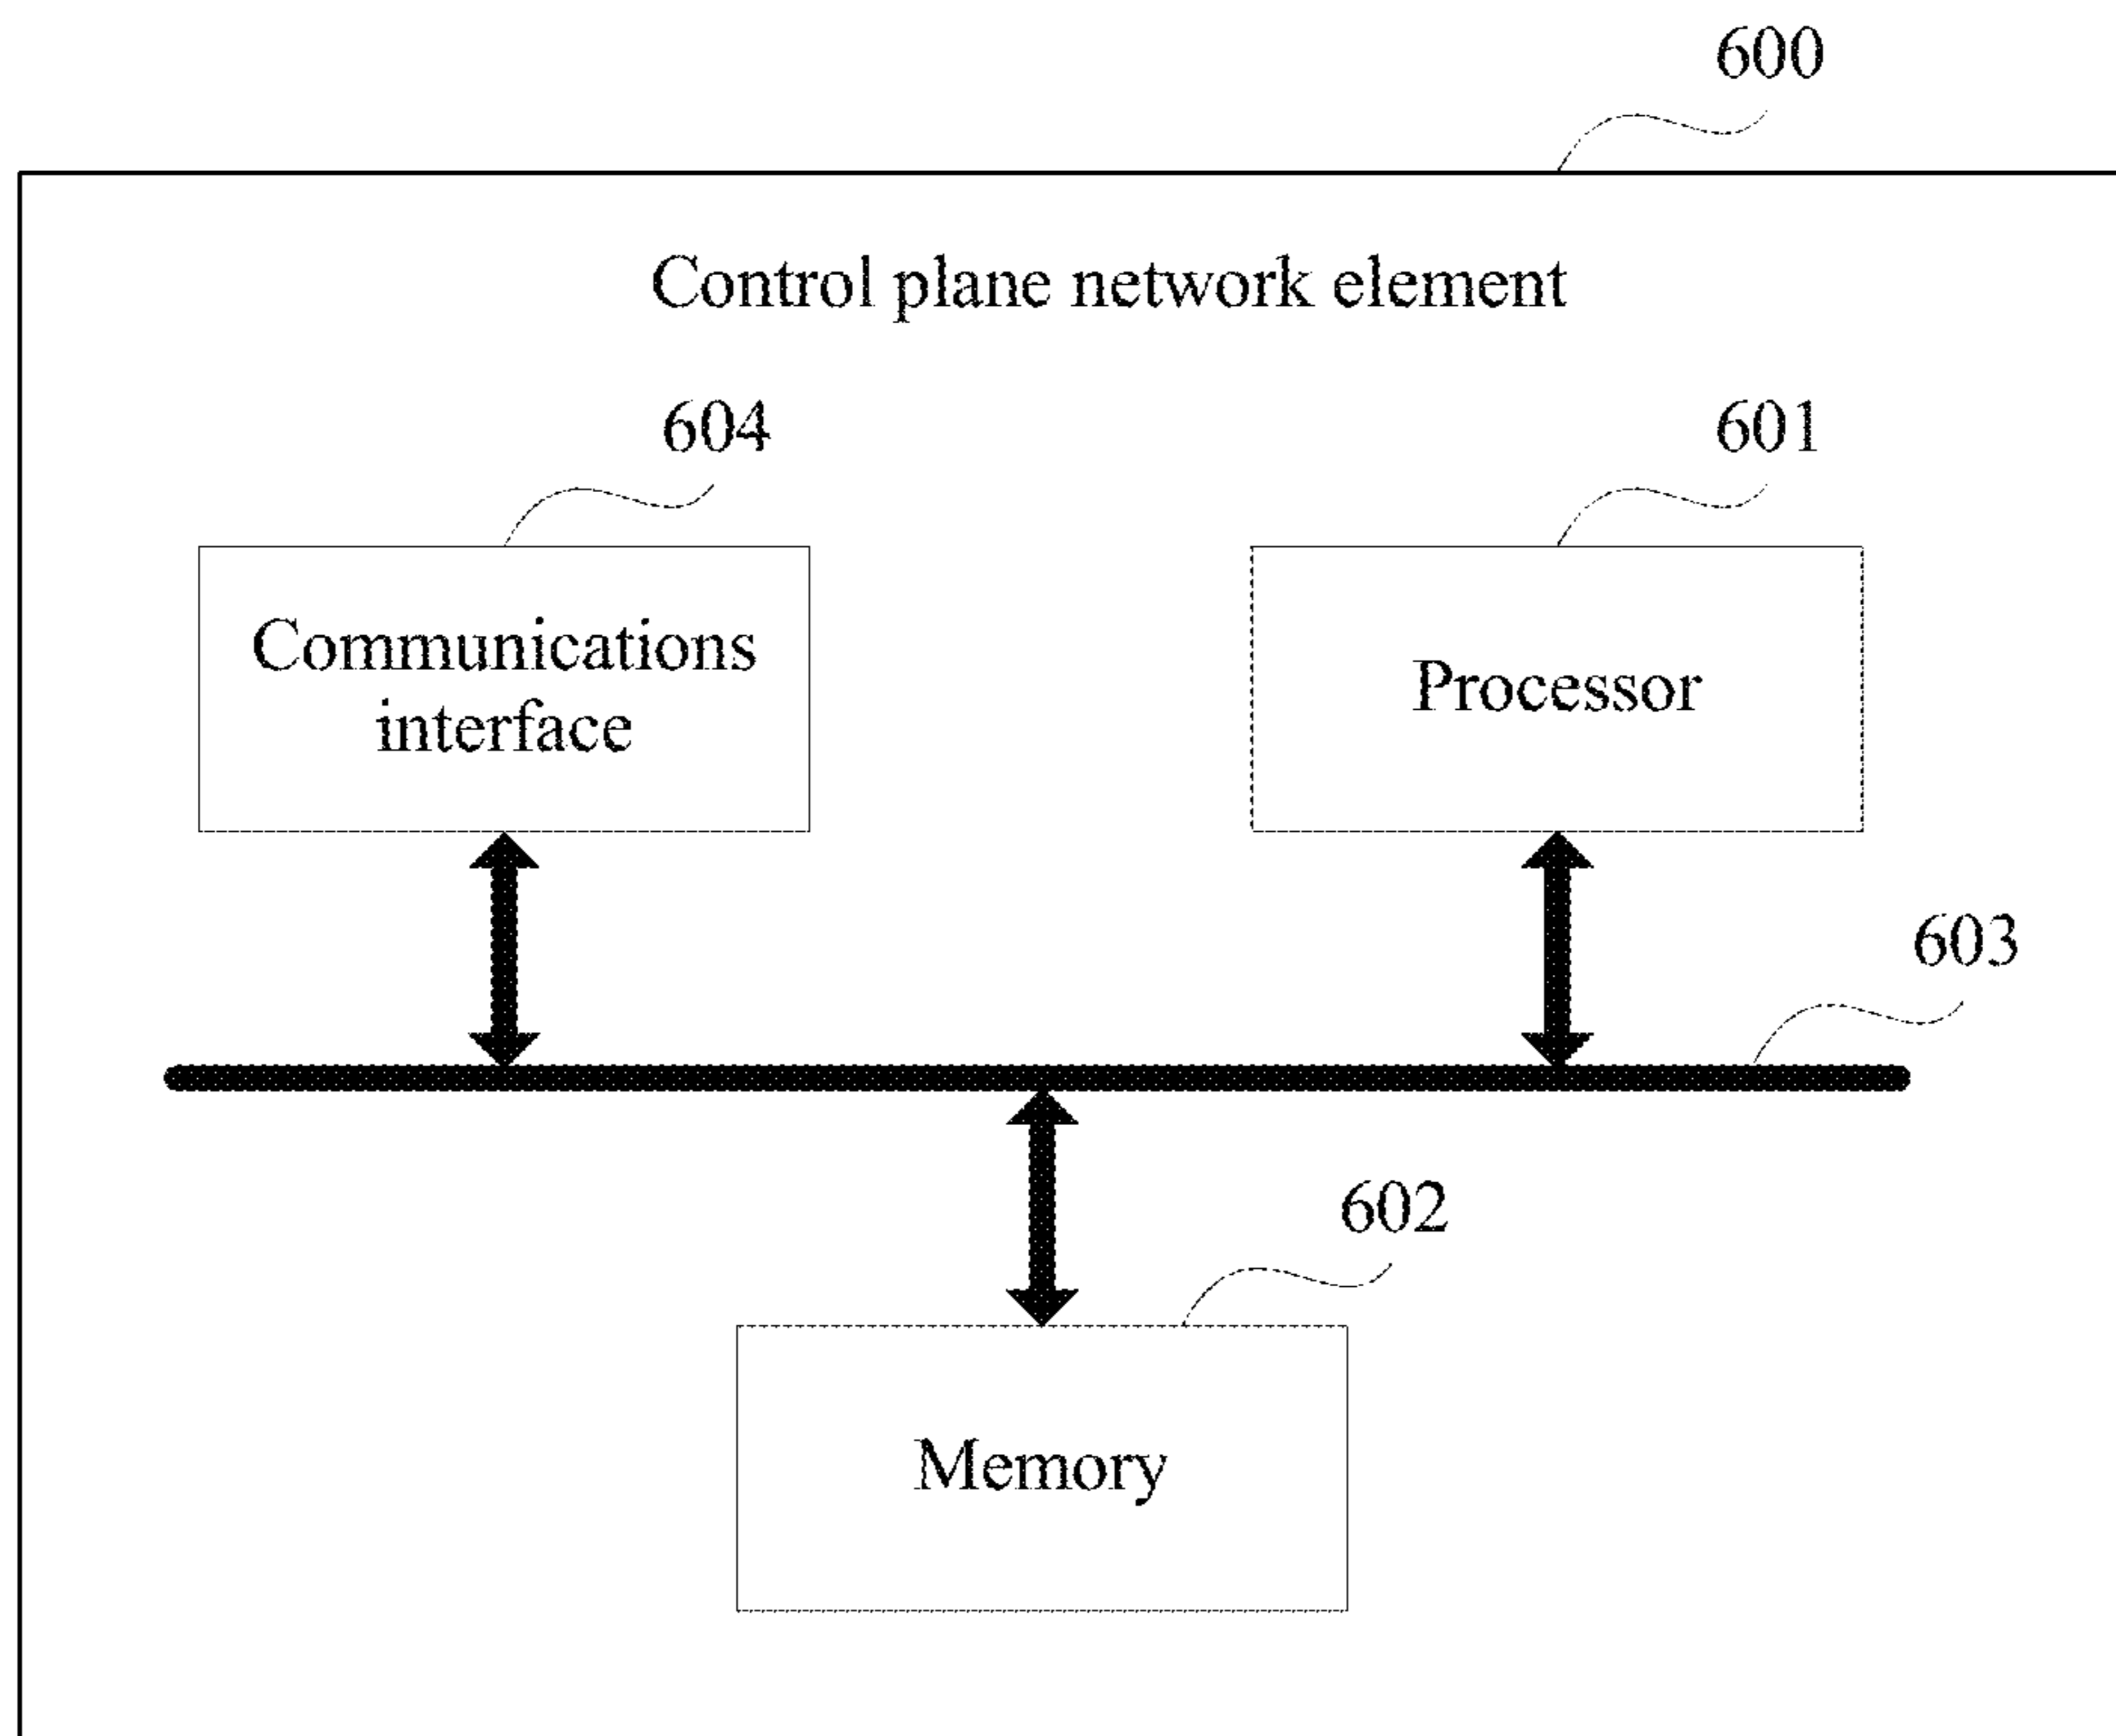 600
Control plane network element
604
601
Communications
interface
Processor
603
602
Memory